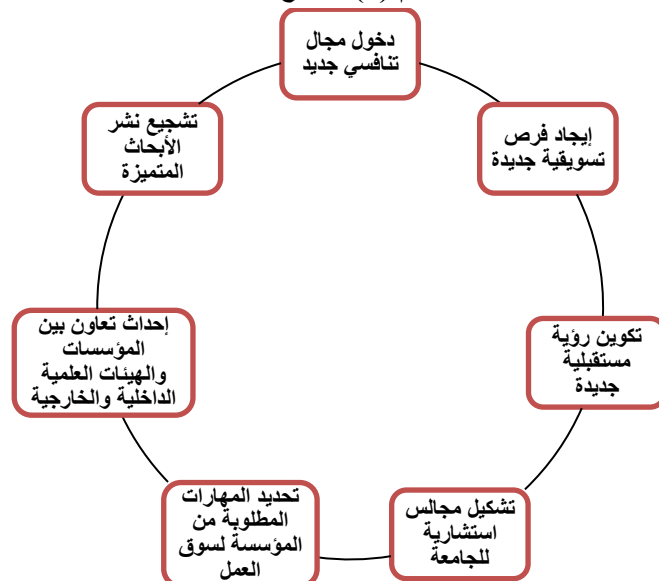 دخول مجال
تنافسي جديد
إيجاد فرص
تسويقية جديدة
تكوين رؤية
مستقبلية
جديدة
تشكيل مجالس
استشارية
للجامعة
تحديد المهارات
المطلوبة من
المؤسسة لسوق
العمل
إحداث تعاون بين
المؤسسات
والهيئات العلمية
الداخلية والخارجية
تشجيع نشر
الأبحاث
المتميزة